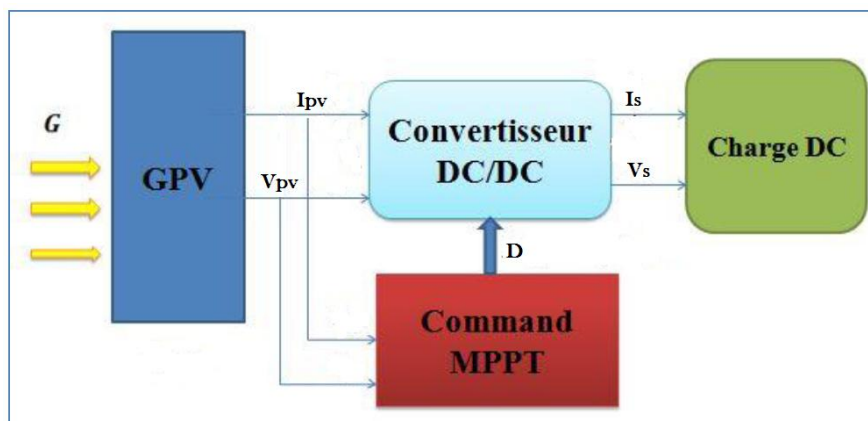 G
GPV
Ipv
Vpv
Convertisseur
DC/DC
Is
Vs
Charge DC
D
Command
MPPT